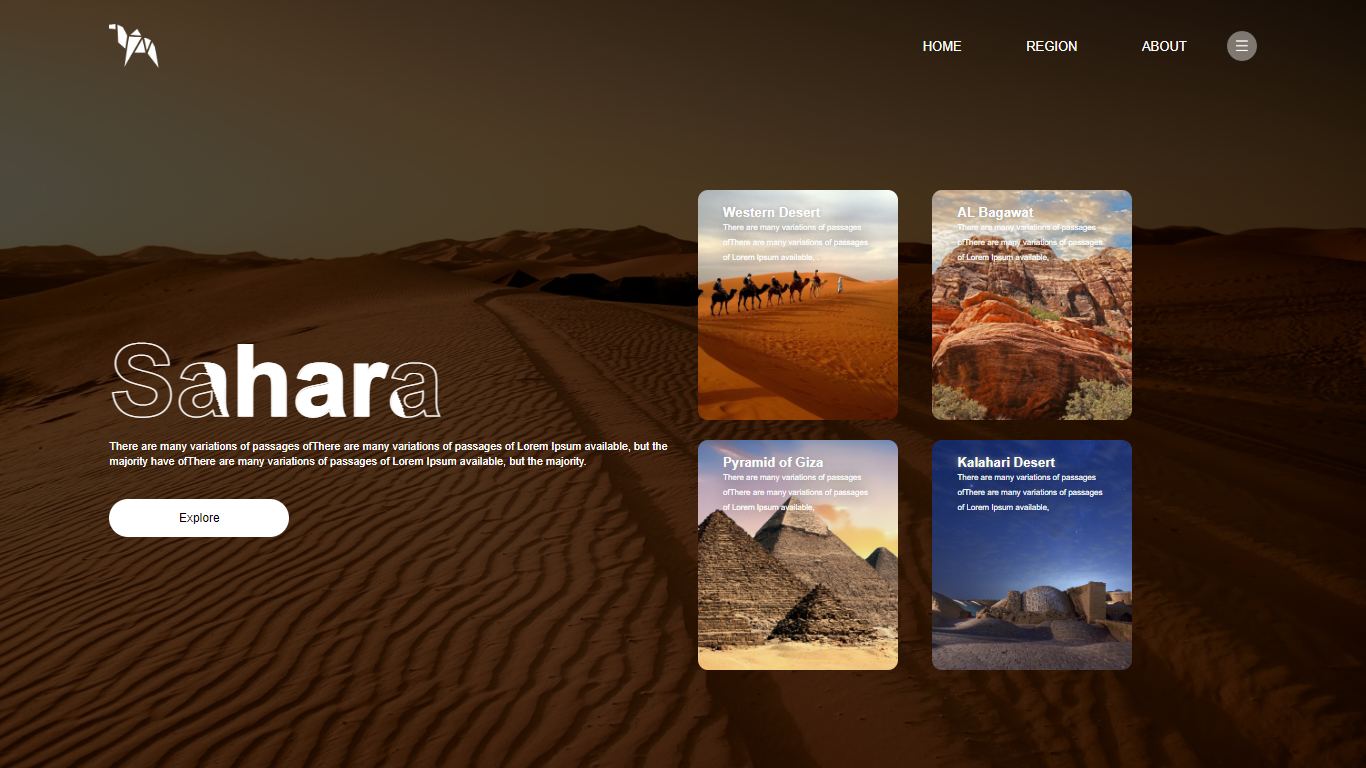 HOME
REGION
ABOUT
Western Desert
There are many variations of passages
ofThere are many variations of passages
of Lorem Ipsum available, .
AL Bagawat
There are many variations of passages
ofThere are many variations of passages
of Lorem Ipsum available,
Sahara
There are many variations of passages ofThere are many variations of passages of Lorem Ipsum available, but the
majority have ofThere are many variations of passages of Lorem Ipsum available, but the majority.
Explore
Pyramid of Giza
There are many variations of passages
ofThere are many variations of passages
of Lorem Ipsum available,
Kalahari Desert
There are many variations of passages
ofThere are many variations of passages
of Lorem Ipsum available,